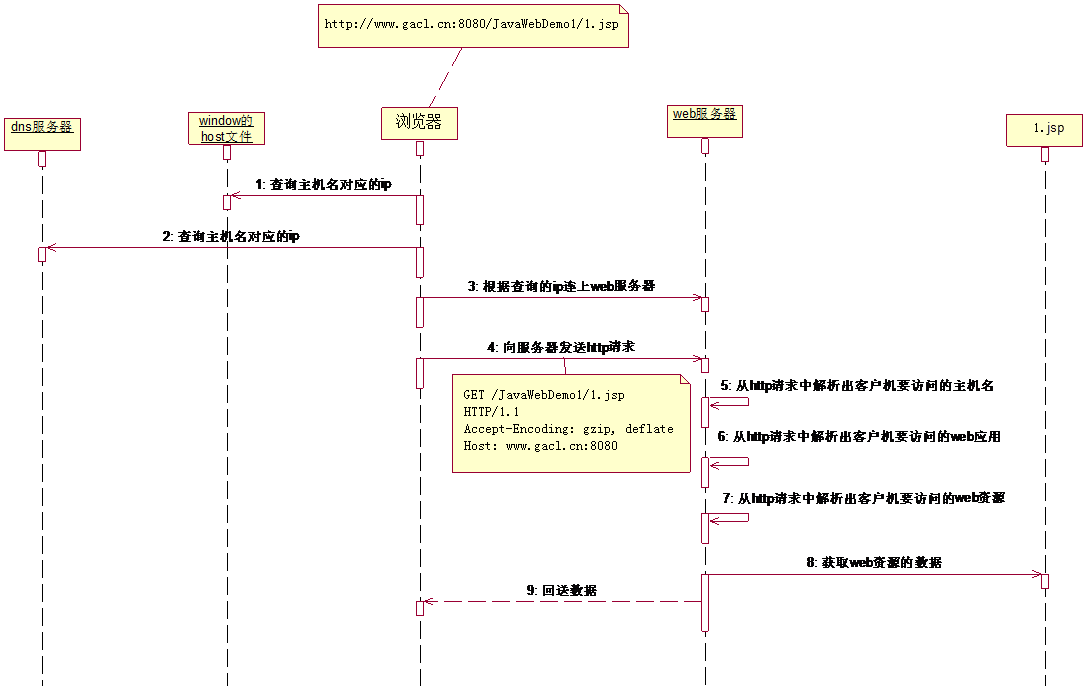 http://www.gacl.cn:8080/JavaWebDemo1/1.jsp
dns服务器
window的
host文件
浏览器
web服务器
1.jsp
1: 查询主机名对应的ip
2: 查询主机名对应的ip
3: 根据查询的ip连上web服务器
4: 向服务器发送http请求
GET /JavaWebDemo1/1.jsp
HTTP/1.1
Accept-Encoding: gzip, deflate
Host: www.gacl.cn:8080
5: 从http请求中解析出客户机要访问的主机名
6: 从http请求中解析出客户机要访问的web应用
7: 从http请求中解析出客户机要访问的web资源
8: 获取web资源的数据
9: 回送数据